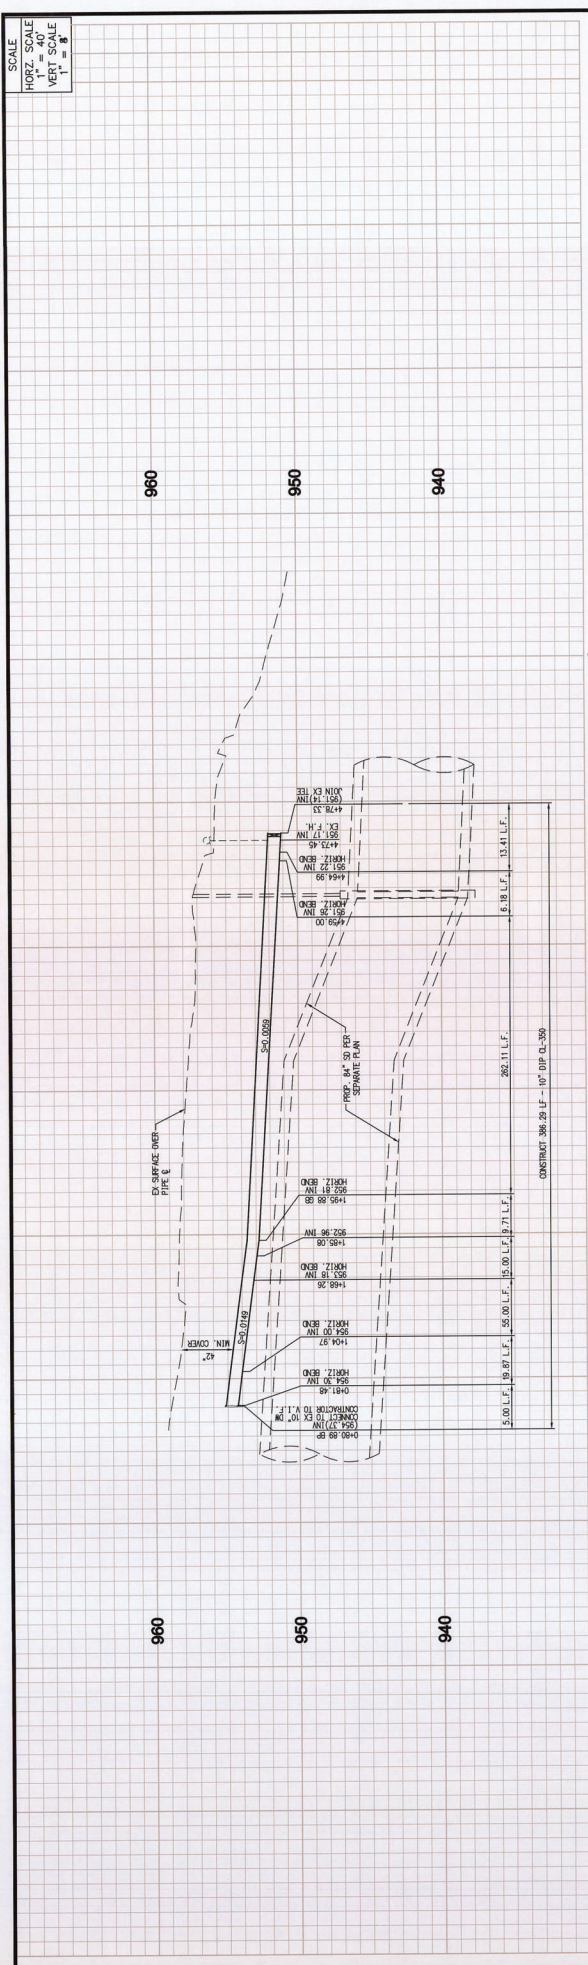 SCALE
HORZ. SCALE
1" = 40'
VERT SCALE
1" = 8'
960
950
940
EX SURFACE OVER
PIPE ℄
42"
MIN. COVER
S=0.0149
S=0.0059
PROP. 84" SD PER
SEPARATE PLAN
0+80.89 BP
(954.37)INV
CONNECT TO EX 10" DW
CONTRACTOR TO V.I.F.
0+81.48
954.30 INV
HORIZ. BEND
1+04.97
954.00 INV
HORIZ. BEND
1+68.26
953.18 INV
HORIZ. BEND
1+85.08
952.96 INV
1+95.88 GB
952.81 INV
HORIZ. BEND
4+59.00
951.26 INV
HORIZ. BEND
4+64.99
951.22 INV
HORIZ. BEND
4+73.45
951.17 INV
EX. F.H.
4+78.33
(951.14)INV
JOIN EX TEE
5.00 L.F.
19.87 L.F.
55.00 L.F.
15.00 L.F.
9.71 L.F.
262.11 L.F.
6.18 L.F.
13.41 L.F.
CONSTRUCT 386.29 LF - 10" DIP CL-350
960
950
940